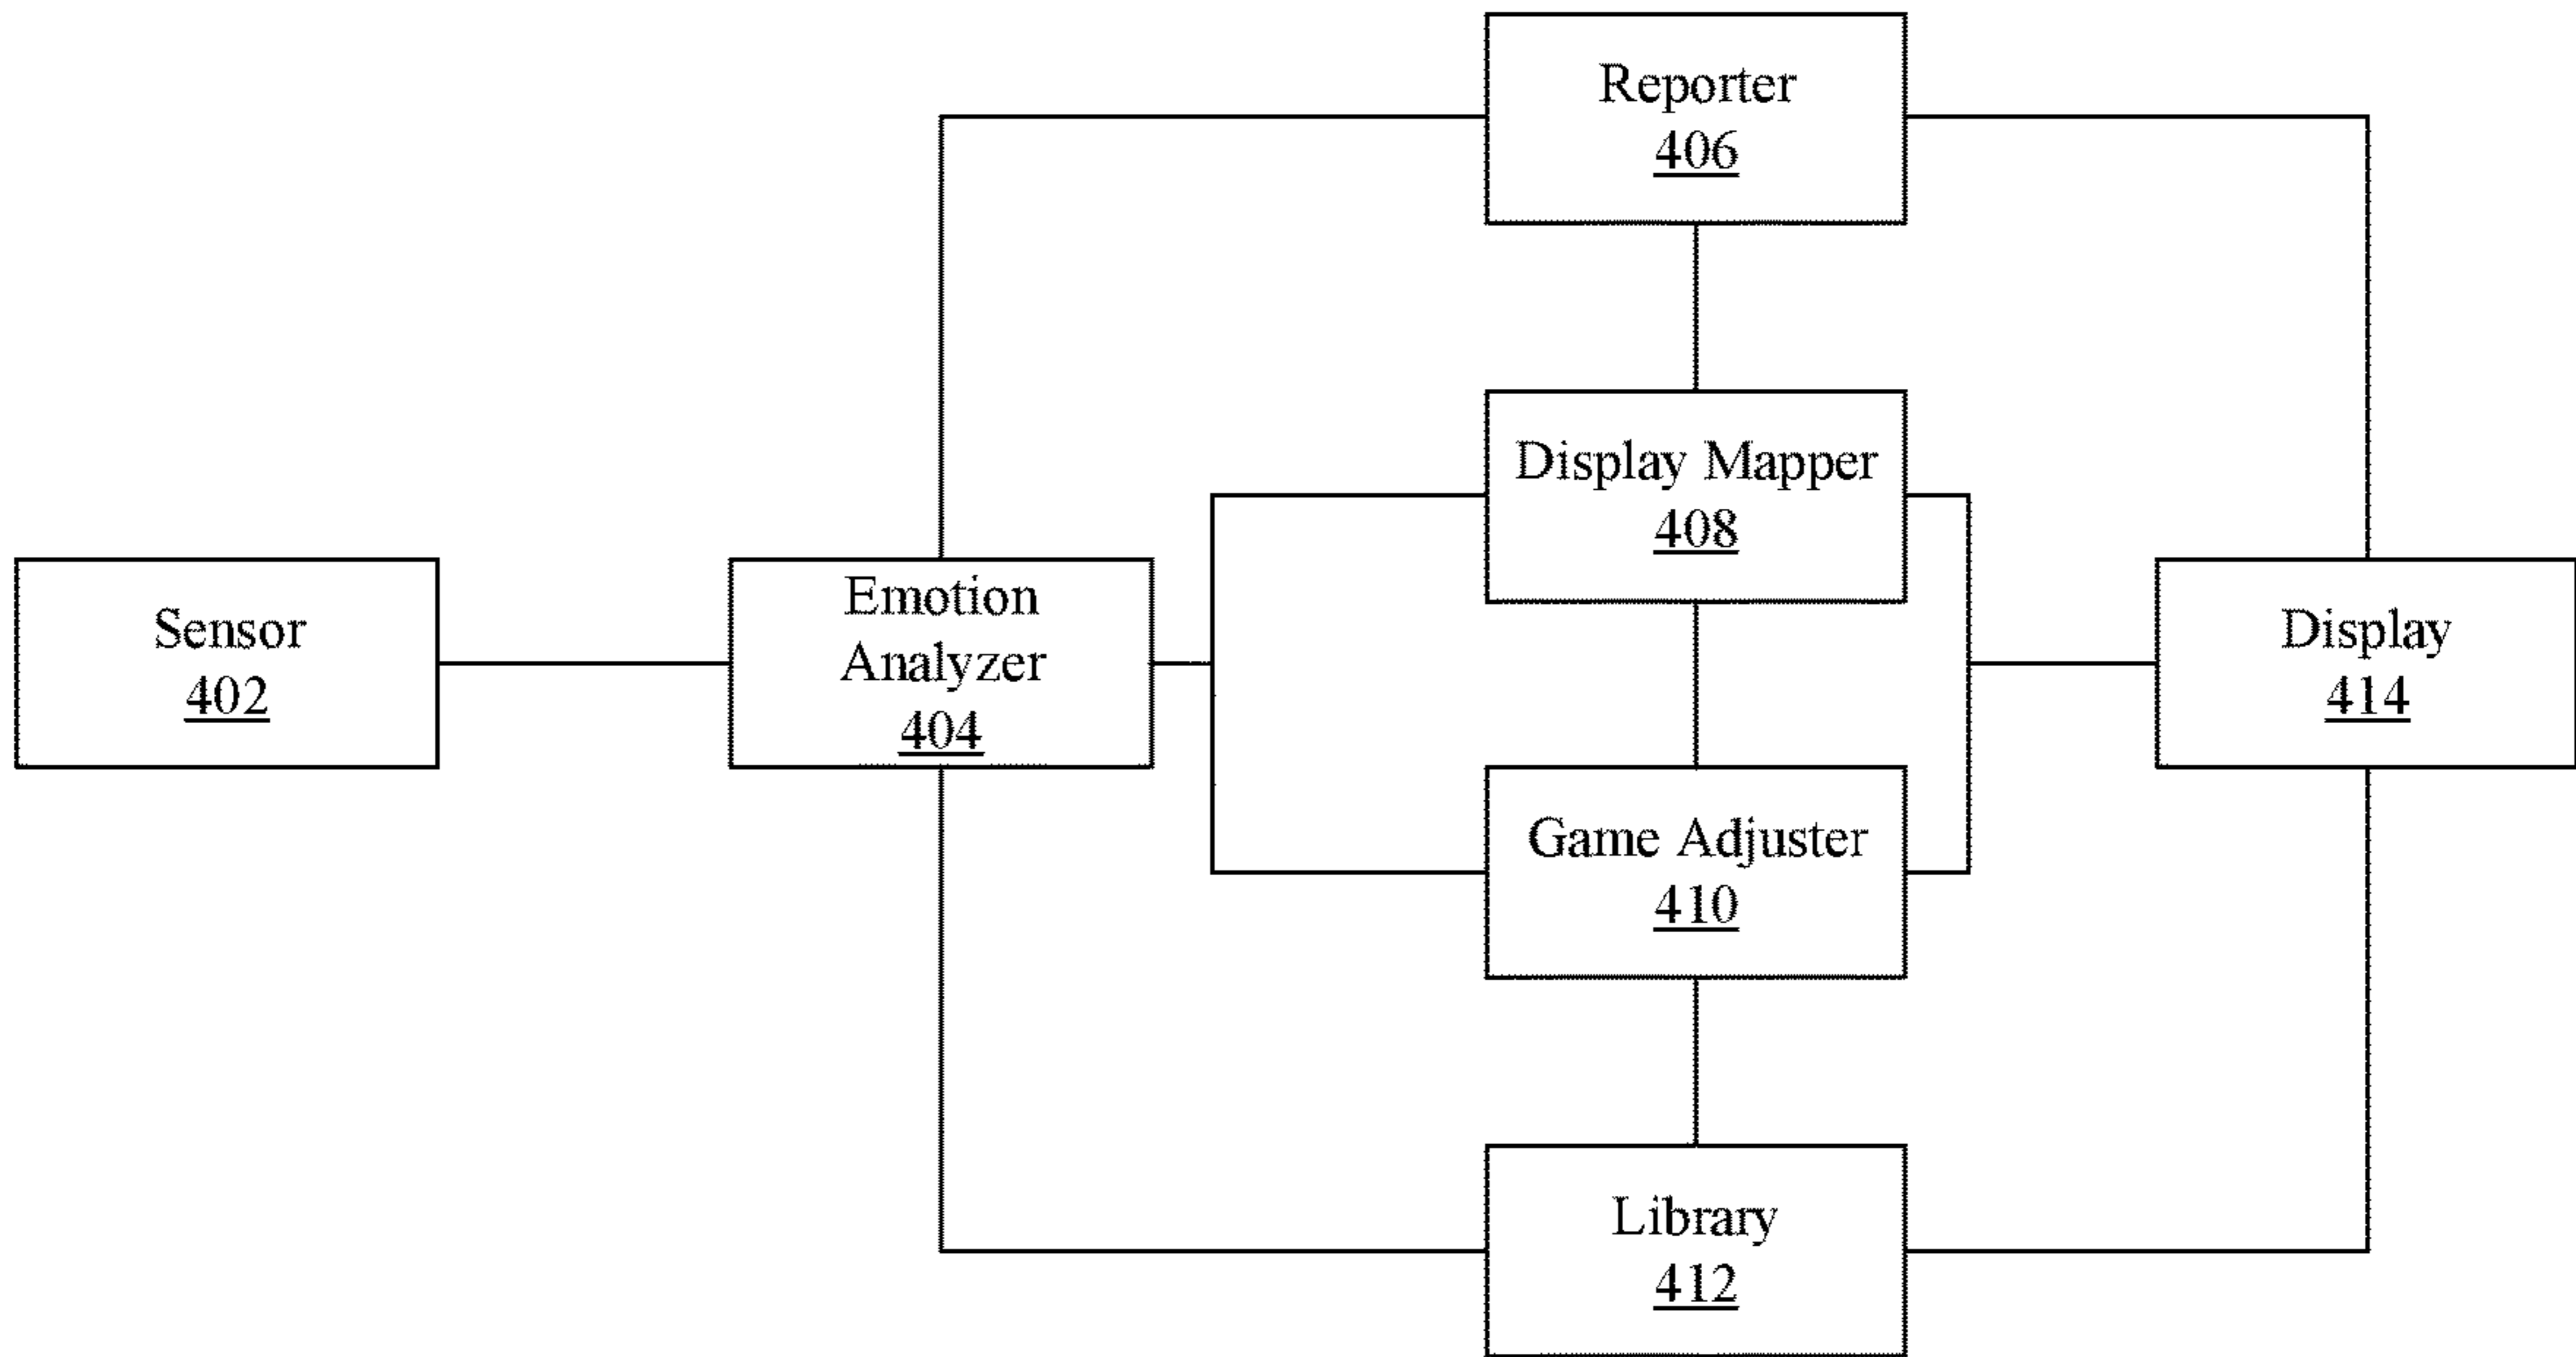 Reporter
406
Display Mapper
408
Sensor
402
Emotion
Analyzer
404
Display
414
Game Adjuster
410
Library
412